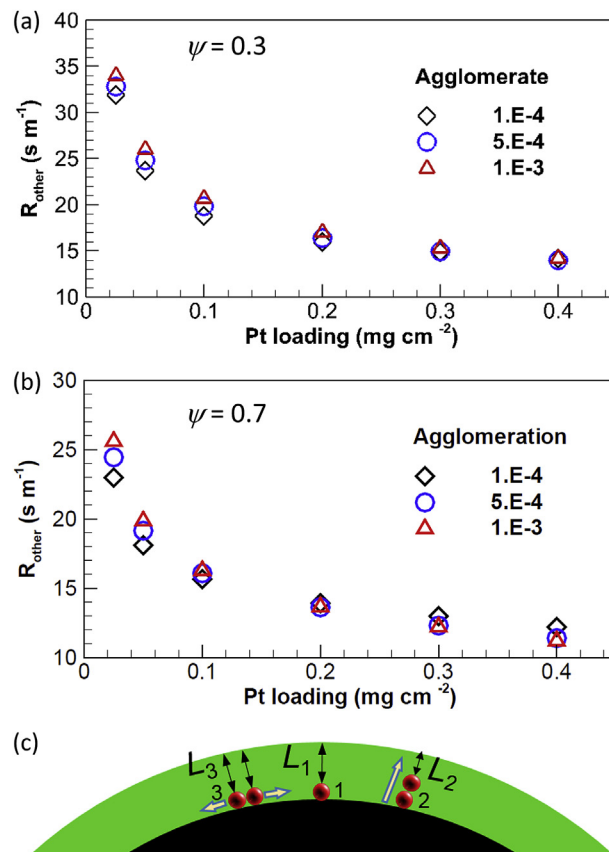 (a)
ψ = 0.3
Agglomerate
1.E-4
5.E-4
1.E-3
R_other (s m⁻¹)
40
35
30
25
20
15
10
0
0.1
0.2
0.3
0.4
Pt loading (mg cm⁻²)
(b)
ψ = 0.7
Agglomeration
1.E-4
5.E-4
1.E-3
R_other (s m⁻¹)
30
25
20
15
10
0
0.1
0.2
0.3
0.4
Pt loading (mg cm⁻²)
(c)
L₃
L₁
L₂
3
1
2